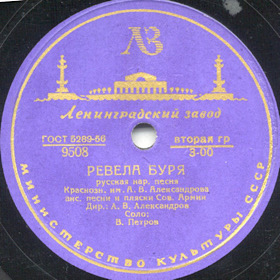 ЛЗ
Ленинградский завод
ГОСТ 5289-56
вторая гр
9508
3-00
РЕВЕЛА БУРЯ
русская нар. песня
Краснозн. им. А. В. Александрова
анс. песни и пляски Сов. Армии
Дир.: А. В. Александров
Соло:
В. Петров
МИНИСТЕРСТВО КУЛЬТУРЫ СССР